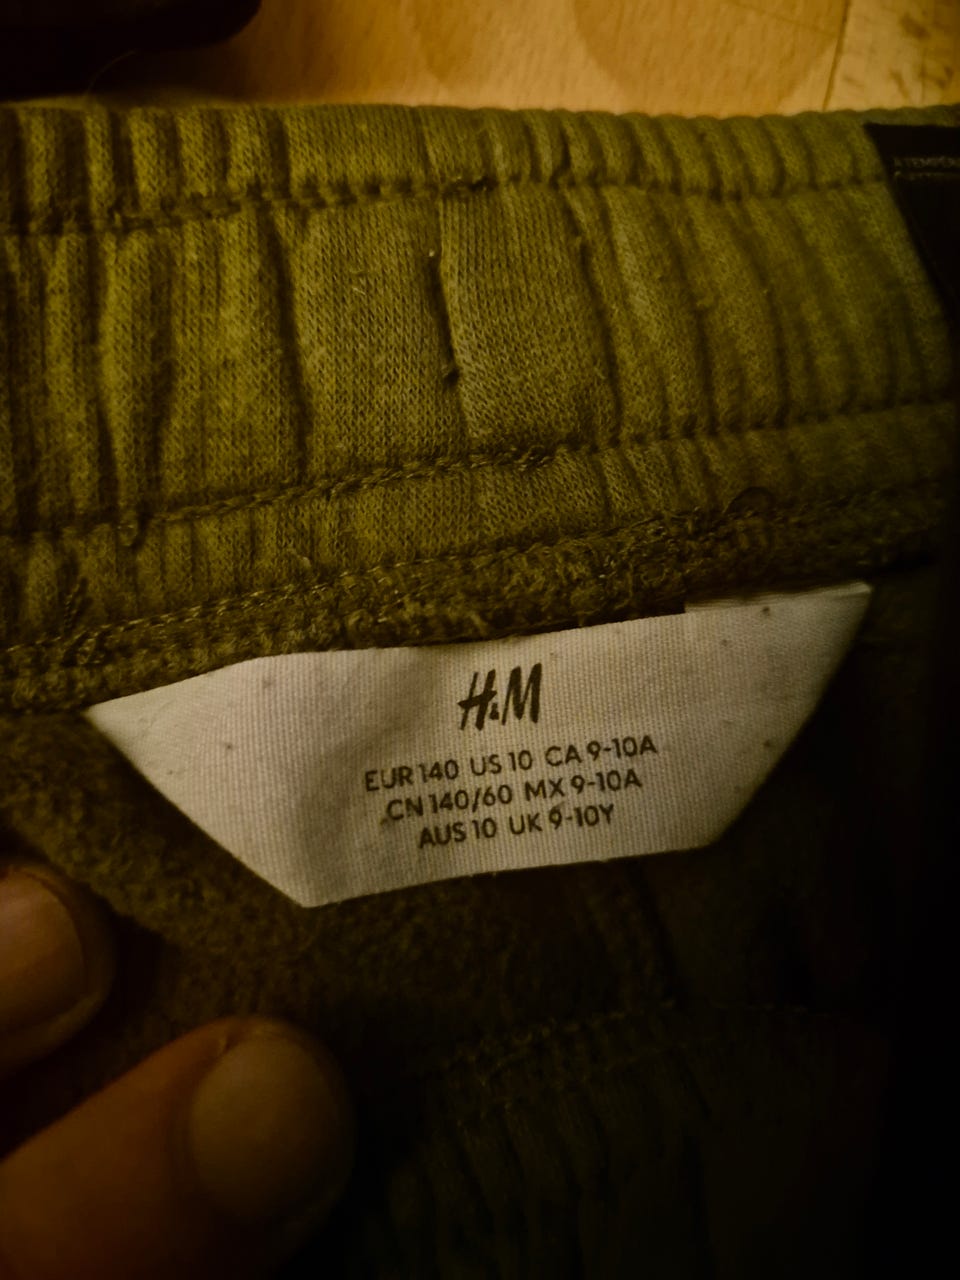 H&M
EUR 140 US 10 CA 9-10A
CN 140/60 MX 9-10A
AUS 10 UK 9-10Y